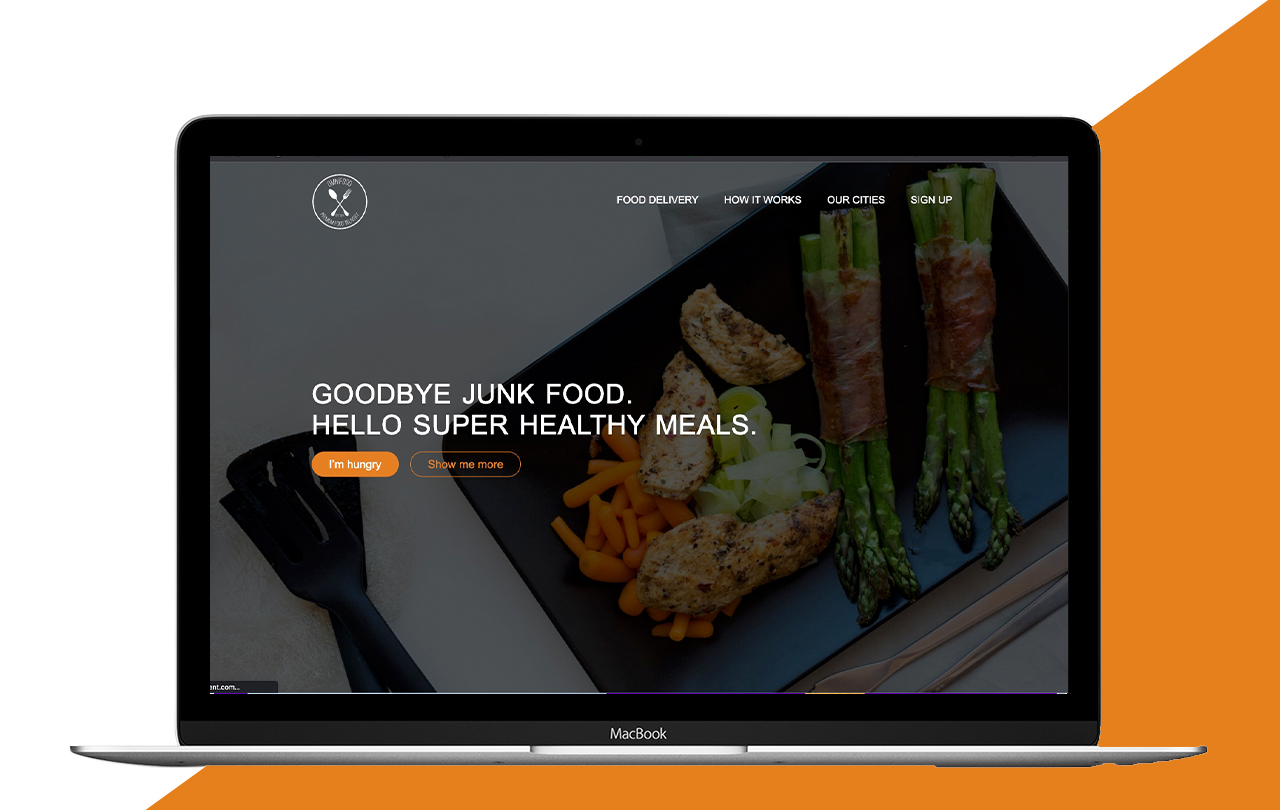 OMNIFOOD
FOOD DELIVERY HOW IT WORKS OUR CITIES SIGN UP
GOODBYE JUNK FOOD.
HELLO SUPER HEALTHY MEALS.
I'm hungry Show me more
ent.com...
MacBook